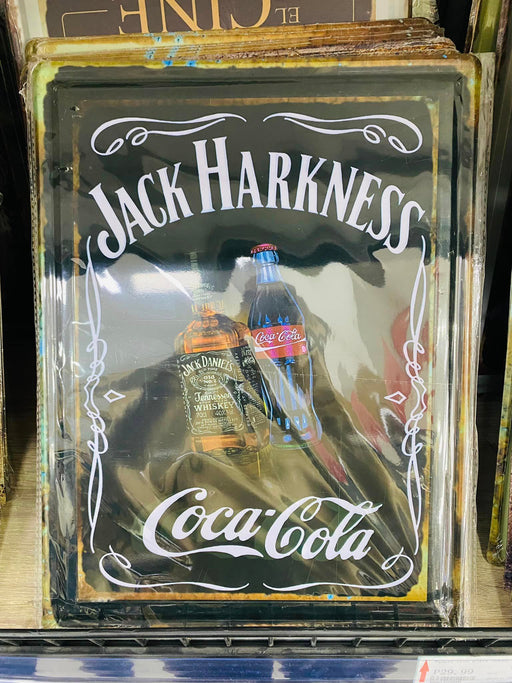 EL CINE
JACK HARKNESS
Coca-Cola
JACK DANIEL'S
Tennessee
WHISKEY
Coca-Cola